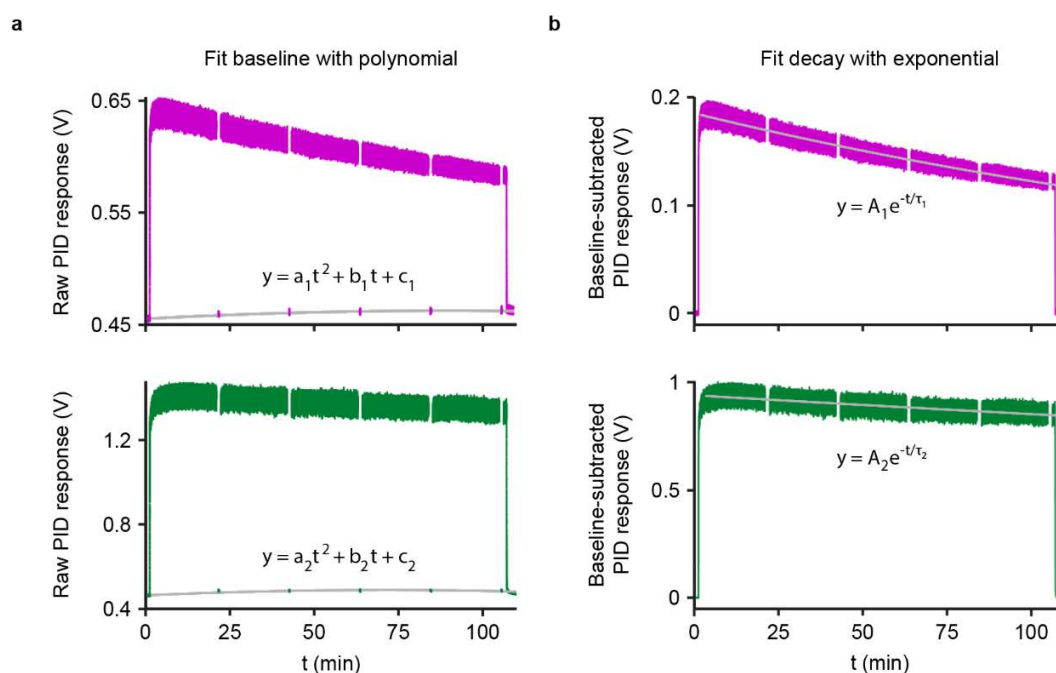 a
Fit baseline with polynomial
Raw PID response (V)
0.65
0.55
0.45
y = a₁t² + b₁t + c₁
Raw PID response (V)
1.2
0.8
0.4
y = a₂t² + b₂t + c₂
0 25 50 75 100
t (min)
b
Fit decay with exponential
Baseline-subtracted
PID response (V)
0.2
0.1
0
y = A₁e^(-t/τ₁)
Baseline-subtracted
PID response (V)
1
0.5
0
y = A₂e^(-t/τ₂)
0 25 50 75 100
t (min)